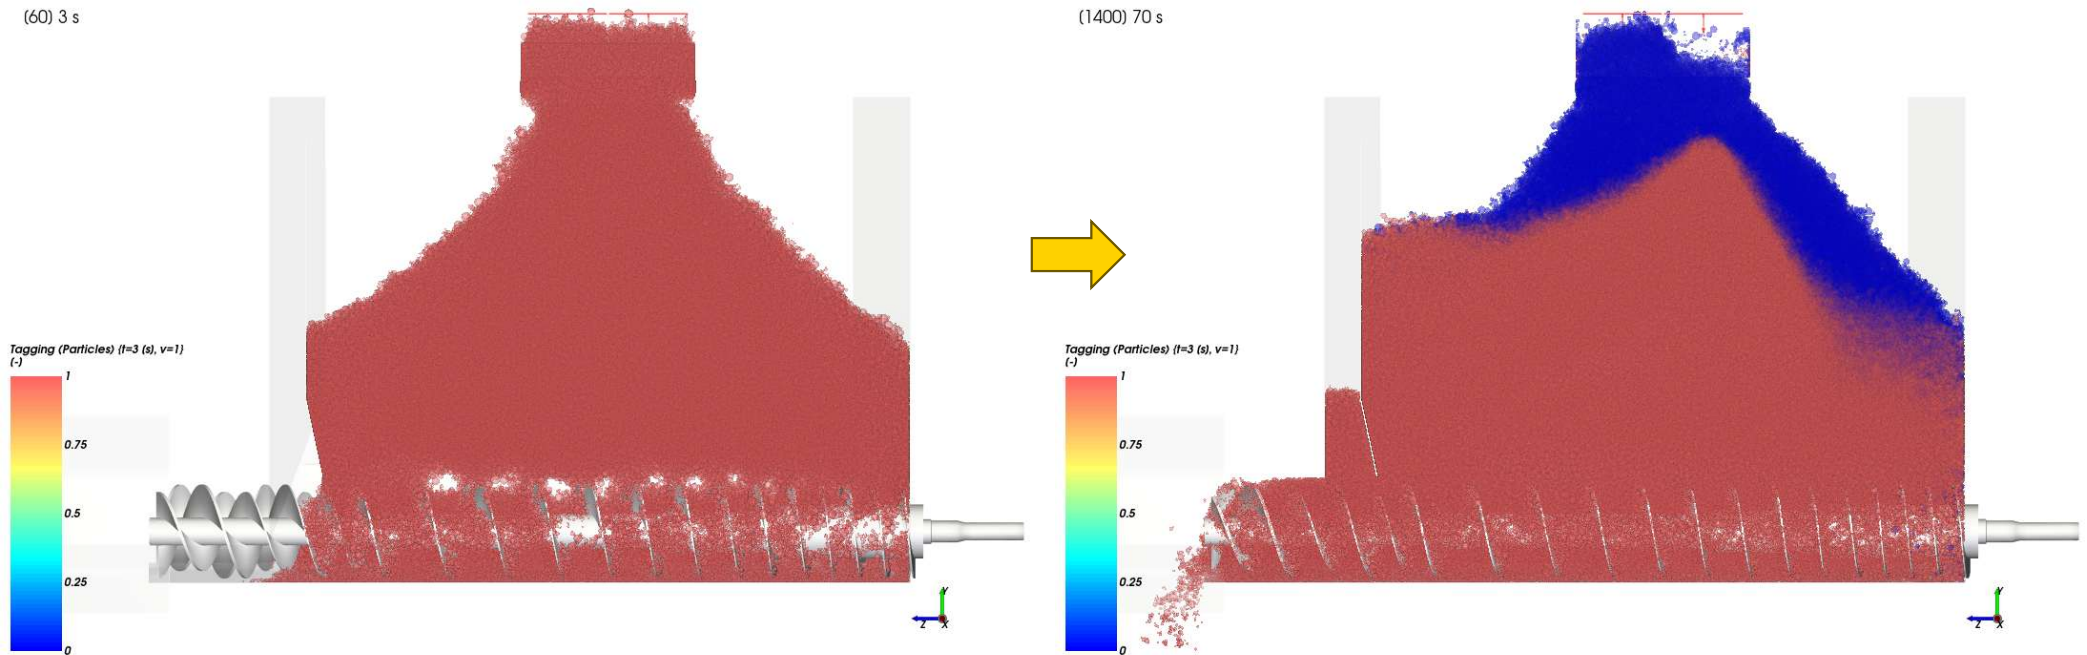 (60) 3 s
(1400) 70 s
Tagging (Particles) (t=3 (s), v=1)
(-)
1
0.75
0.5
0.25
0
Y
Z
X
Tagging (Particles) (t=3 (s), v=1)
(-)
1
0.75
0.5
0.25
0
Y
Z
X